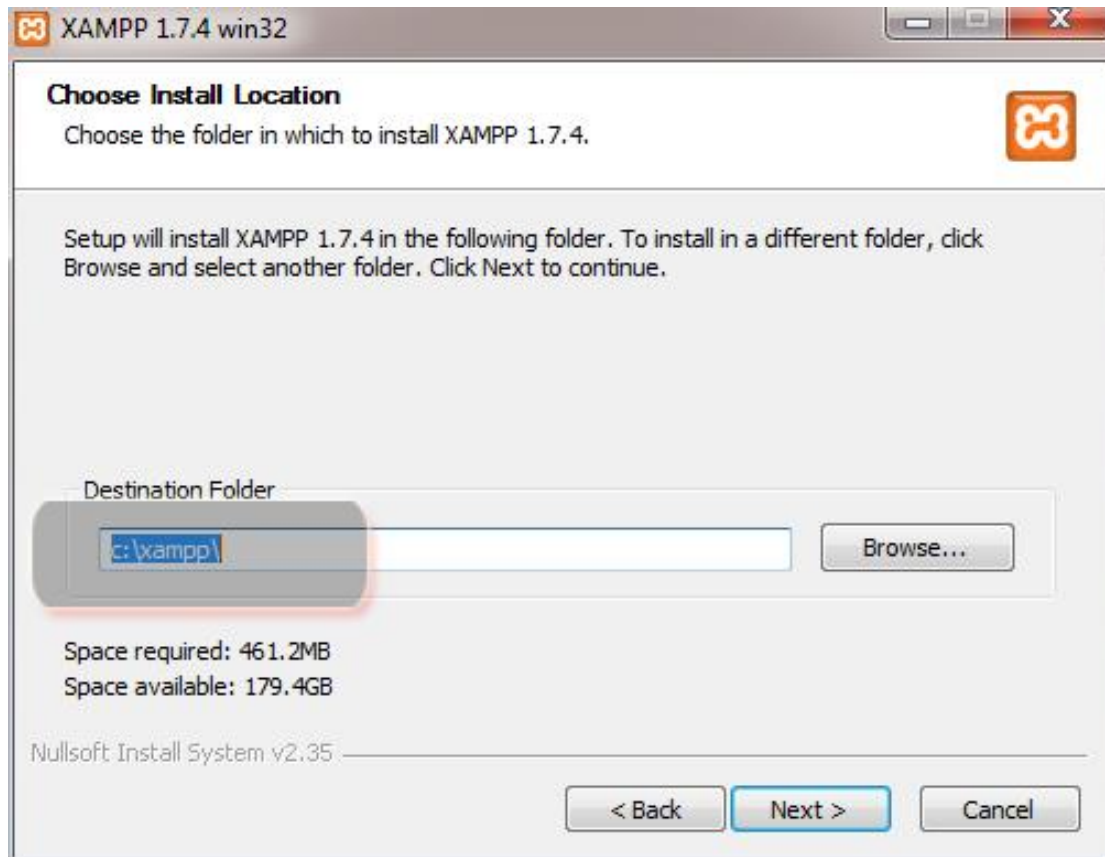 XAMPP 1.7.4 win32
Choose Install Location
Choose the folder in which to install XAMPP 1.7.4.
Setup will install XAMPP 1.7.4 in the following folder. To install in a different folder, click
Browse and select another folder. Click Next to continue.
Destination Folder
c:\xampp\
Browse...
Space required: 461.2MB
Space available: 179.4GB
Nullsoft Install System v2.35
< Back Next > Cancel